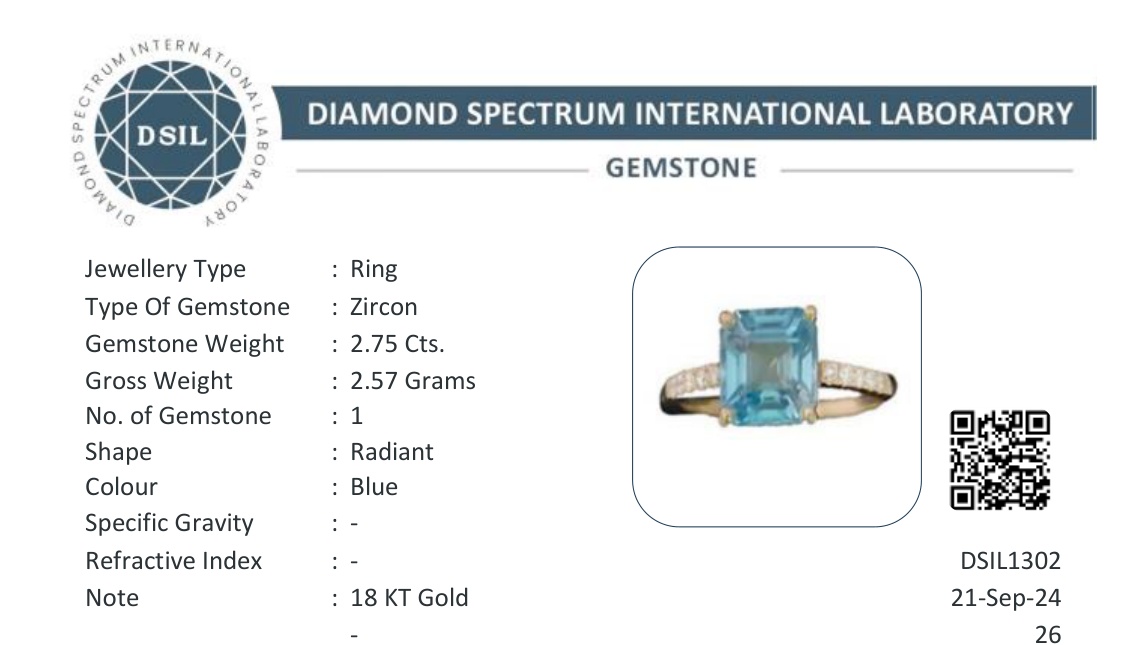 DIAMOND SPECTRUM INTERNATIONAL LABORATORY
DSIL
DIAMOND SPECTRUM INTERNATIONAL LABORATORY
GEMSTONE
Jewellery Type : Ring
Type Of Gemstone : Zircon
Gemstone Weight : 2.75 Cts.
Gross Weight : 2.57 Grams
No. of Gemstone : 1
Shape : Radiant
Colour : Blue
Specific Gravity : -
Refractive Index : -
Note : 18 KT Gold
-
DSIL1302
21-Sep-24
26